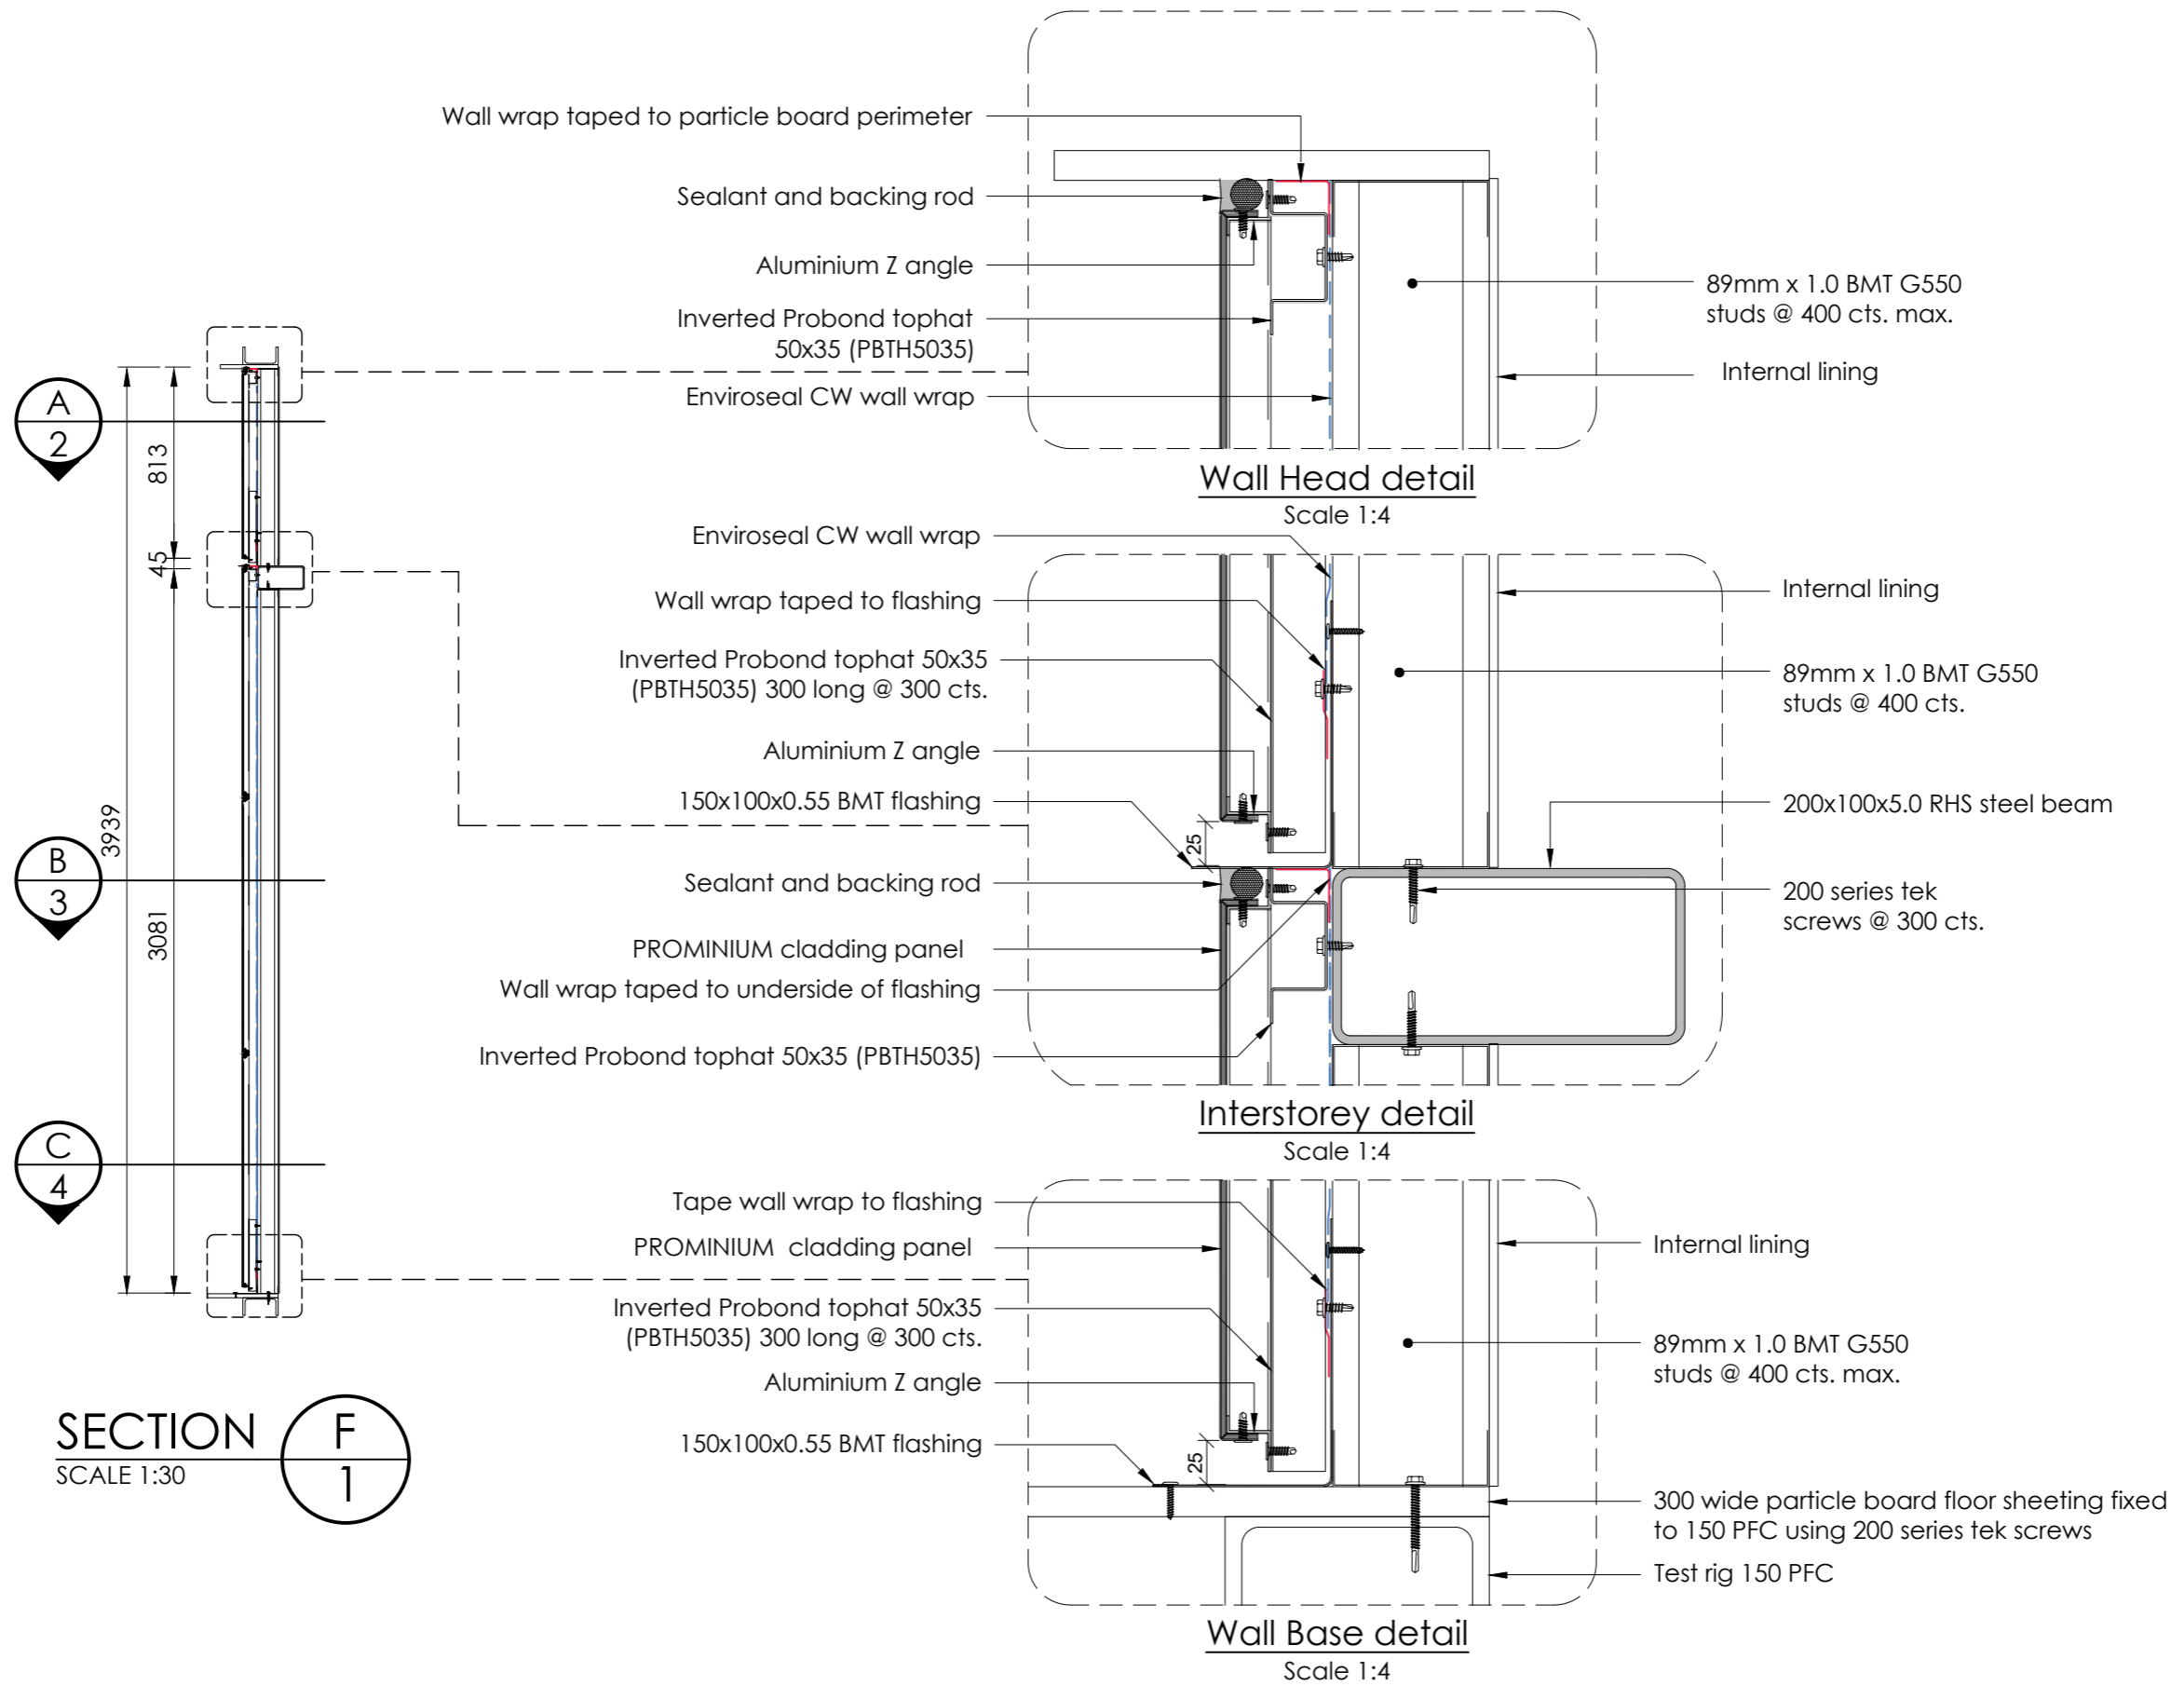 Wall wrap taped to particle board perimeter
Sealant and backing rod
Aluminium Z angle
Inverted Probond tophat
50x35 (PBTH5035)
Enviroseal CW wall wrap
89mm x 1.0 BMT G550
studs @ 400 cts. max.
Internal lining
Wall Head detail
Scale 1:4
A
2
813
45
3939
B
3
3081
C
4
SECTION
SCALE 1:30
F
1
Enviroseal CW wall wrap
Wall wrap taped to flashing
Inverted Probond tophat 50x35
(PBTH5035) 300 long @ 300 cts.
Aluminium Z angle
150x100x0.55 BMT flashing
25
Sealant and backing rod
PROMINIUM cladding panel
Wall wrap taped to underside of flashing
Inverted Probond tophat 50x35 (PBTH5035)
Internal lining
89mm x 1.0 BMT G550
studs @ 400 cts.
200x100x5.0 RHS steel beam
200 series tek
screws @ 300 cts.
Interstorey detail
Scale 1:4
Tape wall wrap to flashing
PROMINIUM cladding panel
Inverted Probond tophat 50x35
(PBTH5035) 300 long @ 300 cts.
Aluminium Z angle
150x100x0.55 BMT flashing
25
Internal lining
89mm x 1.0 BMT G550
studs @ 400 cts. max.
300 wide particle board floor sheeting fixed
to 150 PFC using 200 series tek screws
Test rig 150 PFC
Wall Base detail
Scale 1:4